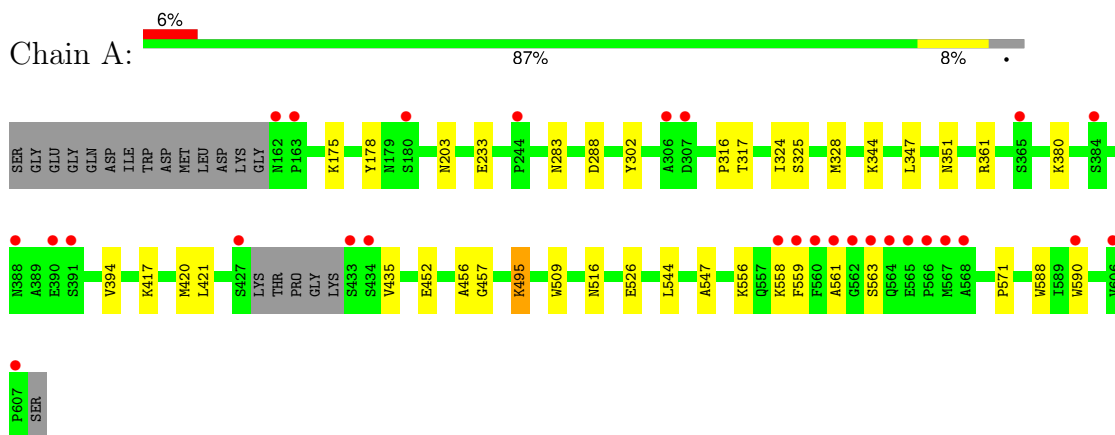 6%
Chain A:
87% 8% •
SER GLY GLU GLY GLN ASP ILE TRP ASP MET LEU ASP LYS GLY N162 P163 K175 Y178 N179 S180 N203 E233 P244 N283 D288 Y302 A306 D307 P316 T317 I324 S325 M328 K344 L347 N351 R361 S365 K380 S384
N388 A389 E390 S391 V394 K417 M420 L421 S427 LYS THR PRO GLY LYS S433 S434 V435 E452 A456 G457 K495 W509 N516 E526 L544 A547 K556 Q557 K558 F559 F560 A561 G562 S563 Q564 E565 P566 M567 A568 P571 W588 I589 W590 V606
P607 SER